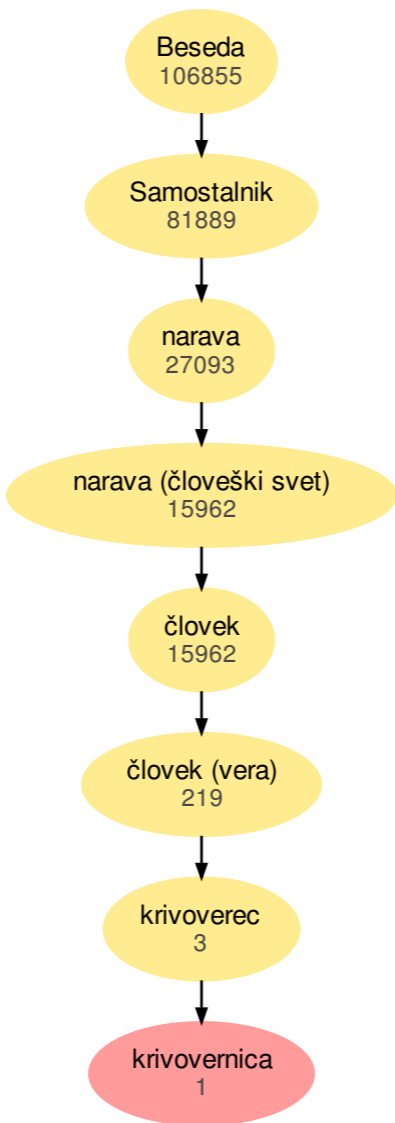 Beseda
106855
Samostalnik
81889
narava
27093
narava (človeški svet)
15962
človek
15962
človek (vera)
219
krivoverec
3
krivovernica
1